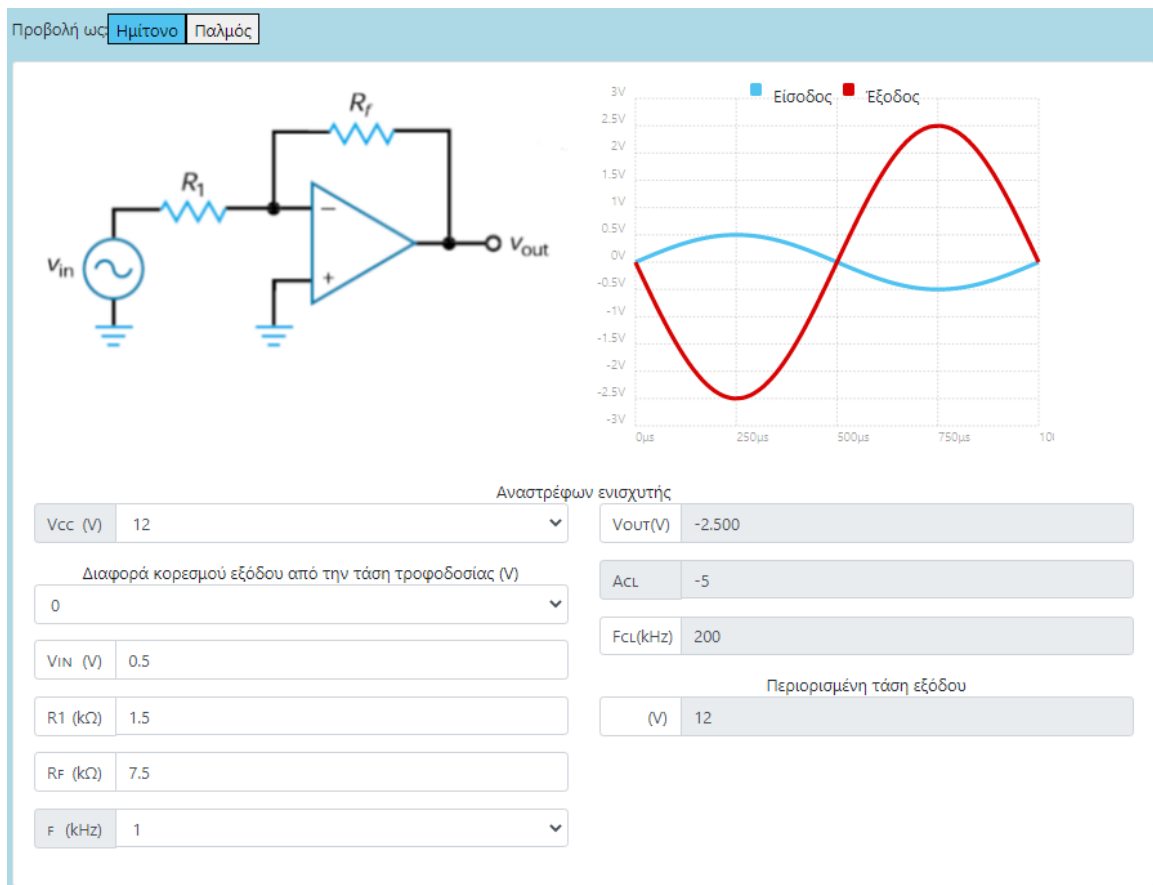 Προβολή ως: Ημίτονο Παλμός
Rf
R1
vin
vout
−
+
Είσοδος Έξοδος
3V
2.5V
2V
1.5V
1V
0.5V
0V
-0.5V
-1V
-1.5V
-2V
-2.5V
-3V
0μs 250μs 500μs 750μs 10
Αναστρέφων ενισχυτής
Vcc (V) 12
Διαφορά κορεσμού εξόδου από την τάση τροφοδοσίας (V)
0
VIN (V) 0.5
R1 (kΩ) 1.5
RF (kΩ) 7.5
F (kHz) 1
VOUT(V) -2.500
ACL -5
FCL(kHz) 200
Περιορισμένη τάση εξόδου
(V) 12